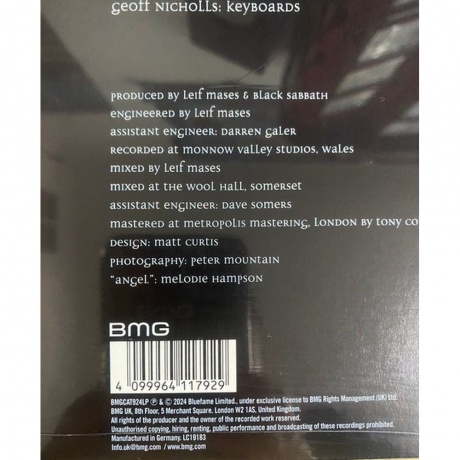 Geoff Nicholls: Keyboards
Produced by Leif Mases & Black Sabbath
Engineered by Leif Mases
Assistant Engineer: Darren Galer
Recorded at Monnow Valley Studios, Wales
Mixed by Leif Mases
Mixed at The Wool Hall, Somerset
Assistant Engineer: Dave Somers
Mastered at Metropolis Mastering, London by Tony Co
Design: Matt Curtis
Photography: Peter Mountain
"Angel": Melodie Hampson
BMG
4 099964 117929
BMGCAT924LP ℗ & © 2024 Bluefame Limited., under exclusive license to BMG Rights Management (UK) Ltd.
BMG UK, 8th Floor, 5 Merchant Square, London W2 1AS, United Kingdom.
All rights of the producer and the owner of the recorded work reserved.
Unauthorised copying, hiring, renting, public performance and broadcasting of these recordings prohibited.
Manufactured in Germany. LC19183
Info.uk@bmg.com | www.bmg.com